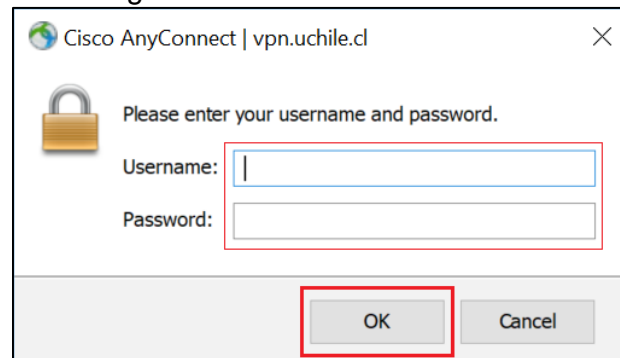 Cisco AnyConnect | vpn.uchile.cl
Please enter your username and password.
Username:
Password:
OK Cancel